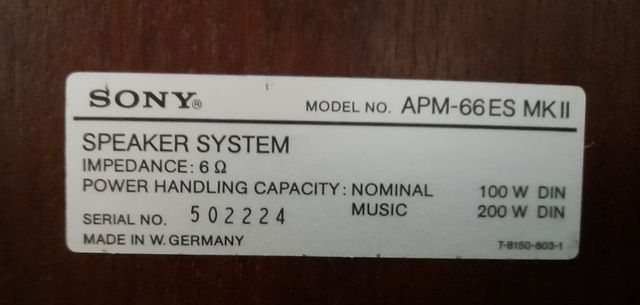 SONY® MODEL NO. APM-66ES MKII
SPEAKER SYSTEM
IMPEDANCE: 6 Ω
POWER HANDLING CAPACITY: NOMINAL 100 W DIN
MUSIC 200 W DIN
SERIAL NO. 502224
MADE IN W. GERMANY T-8150-803-1